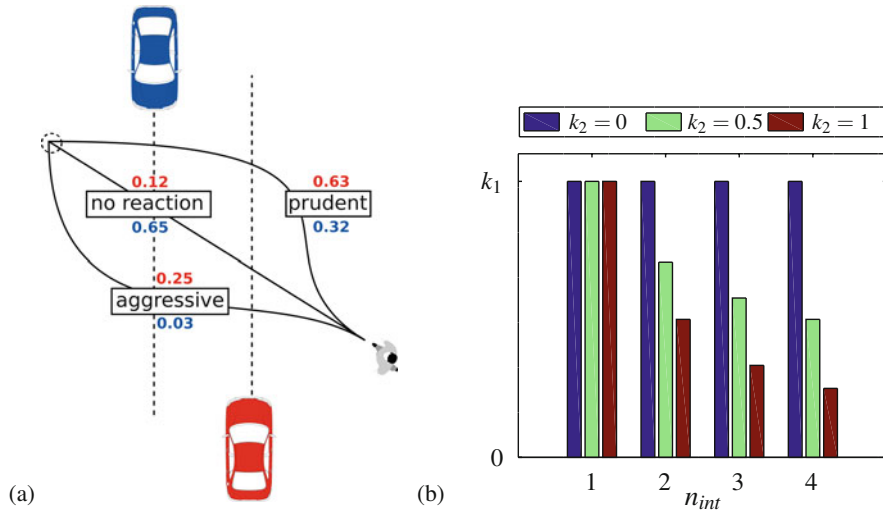 0.12
no reaction
0.65
0.63
prudent
0.32
0.25
aggressive
0.03
(a)
k₂ = 0 k₂ = 0.5 k₂ = 1
k₁
0
1 2 3 4
n_int
(b)